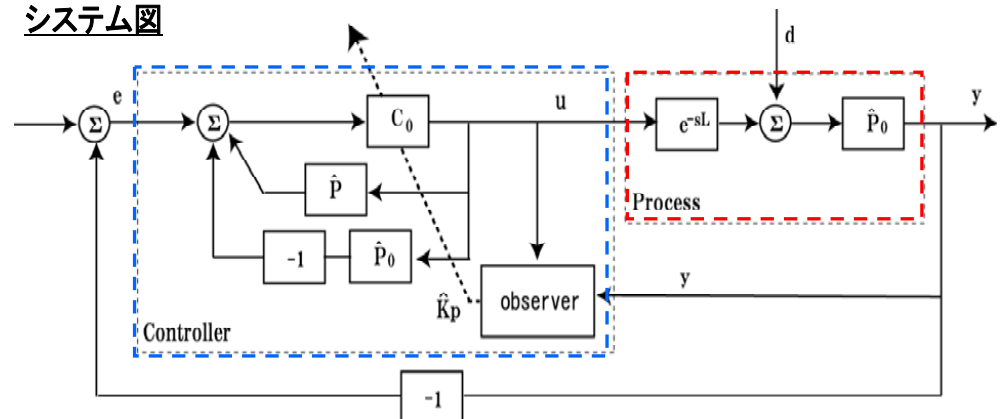 システム図
d
e
u
y
Σ
Σ
C₀
e⁻ˢᴸ
Σ
P̂₀
P̂
Process
-1
P̂₀
y
K̂p
observer
Controller
-1